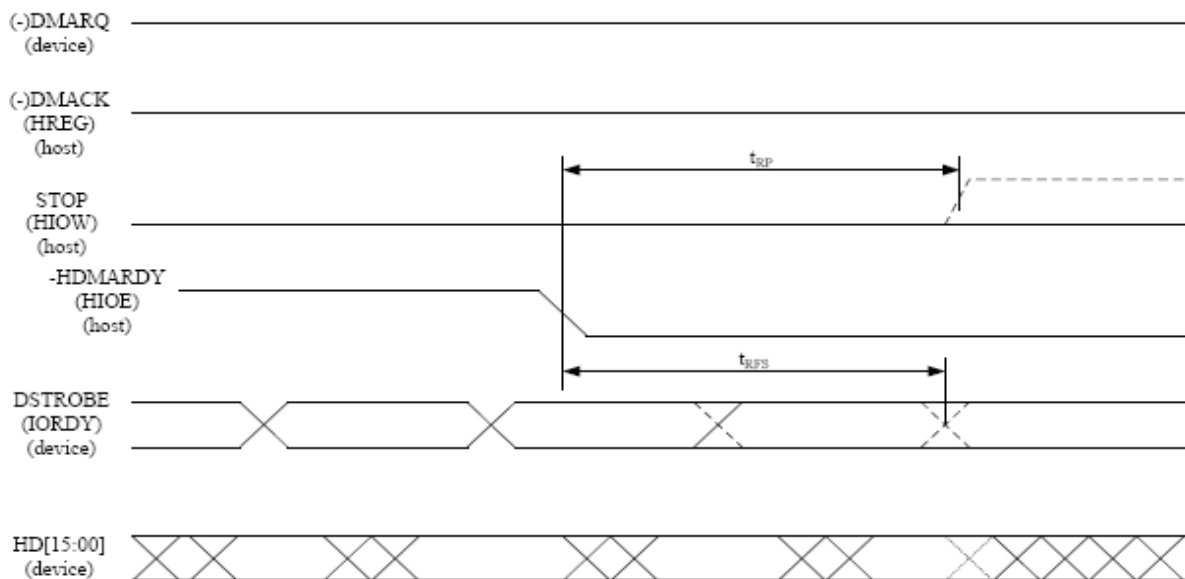 (-)DMARQ
(device)
(-)DMACK
(HREG)
(host)
tRP
STOP
(HIOW)
(host)
-HDMARDY
(HIOE)
(host)
tRFS
DSTROBE
(IORDY)
(device)
HD[15:00]
(device)